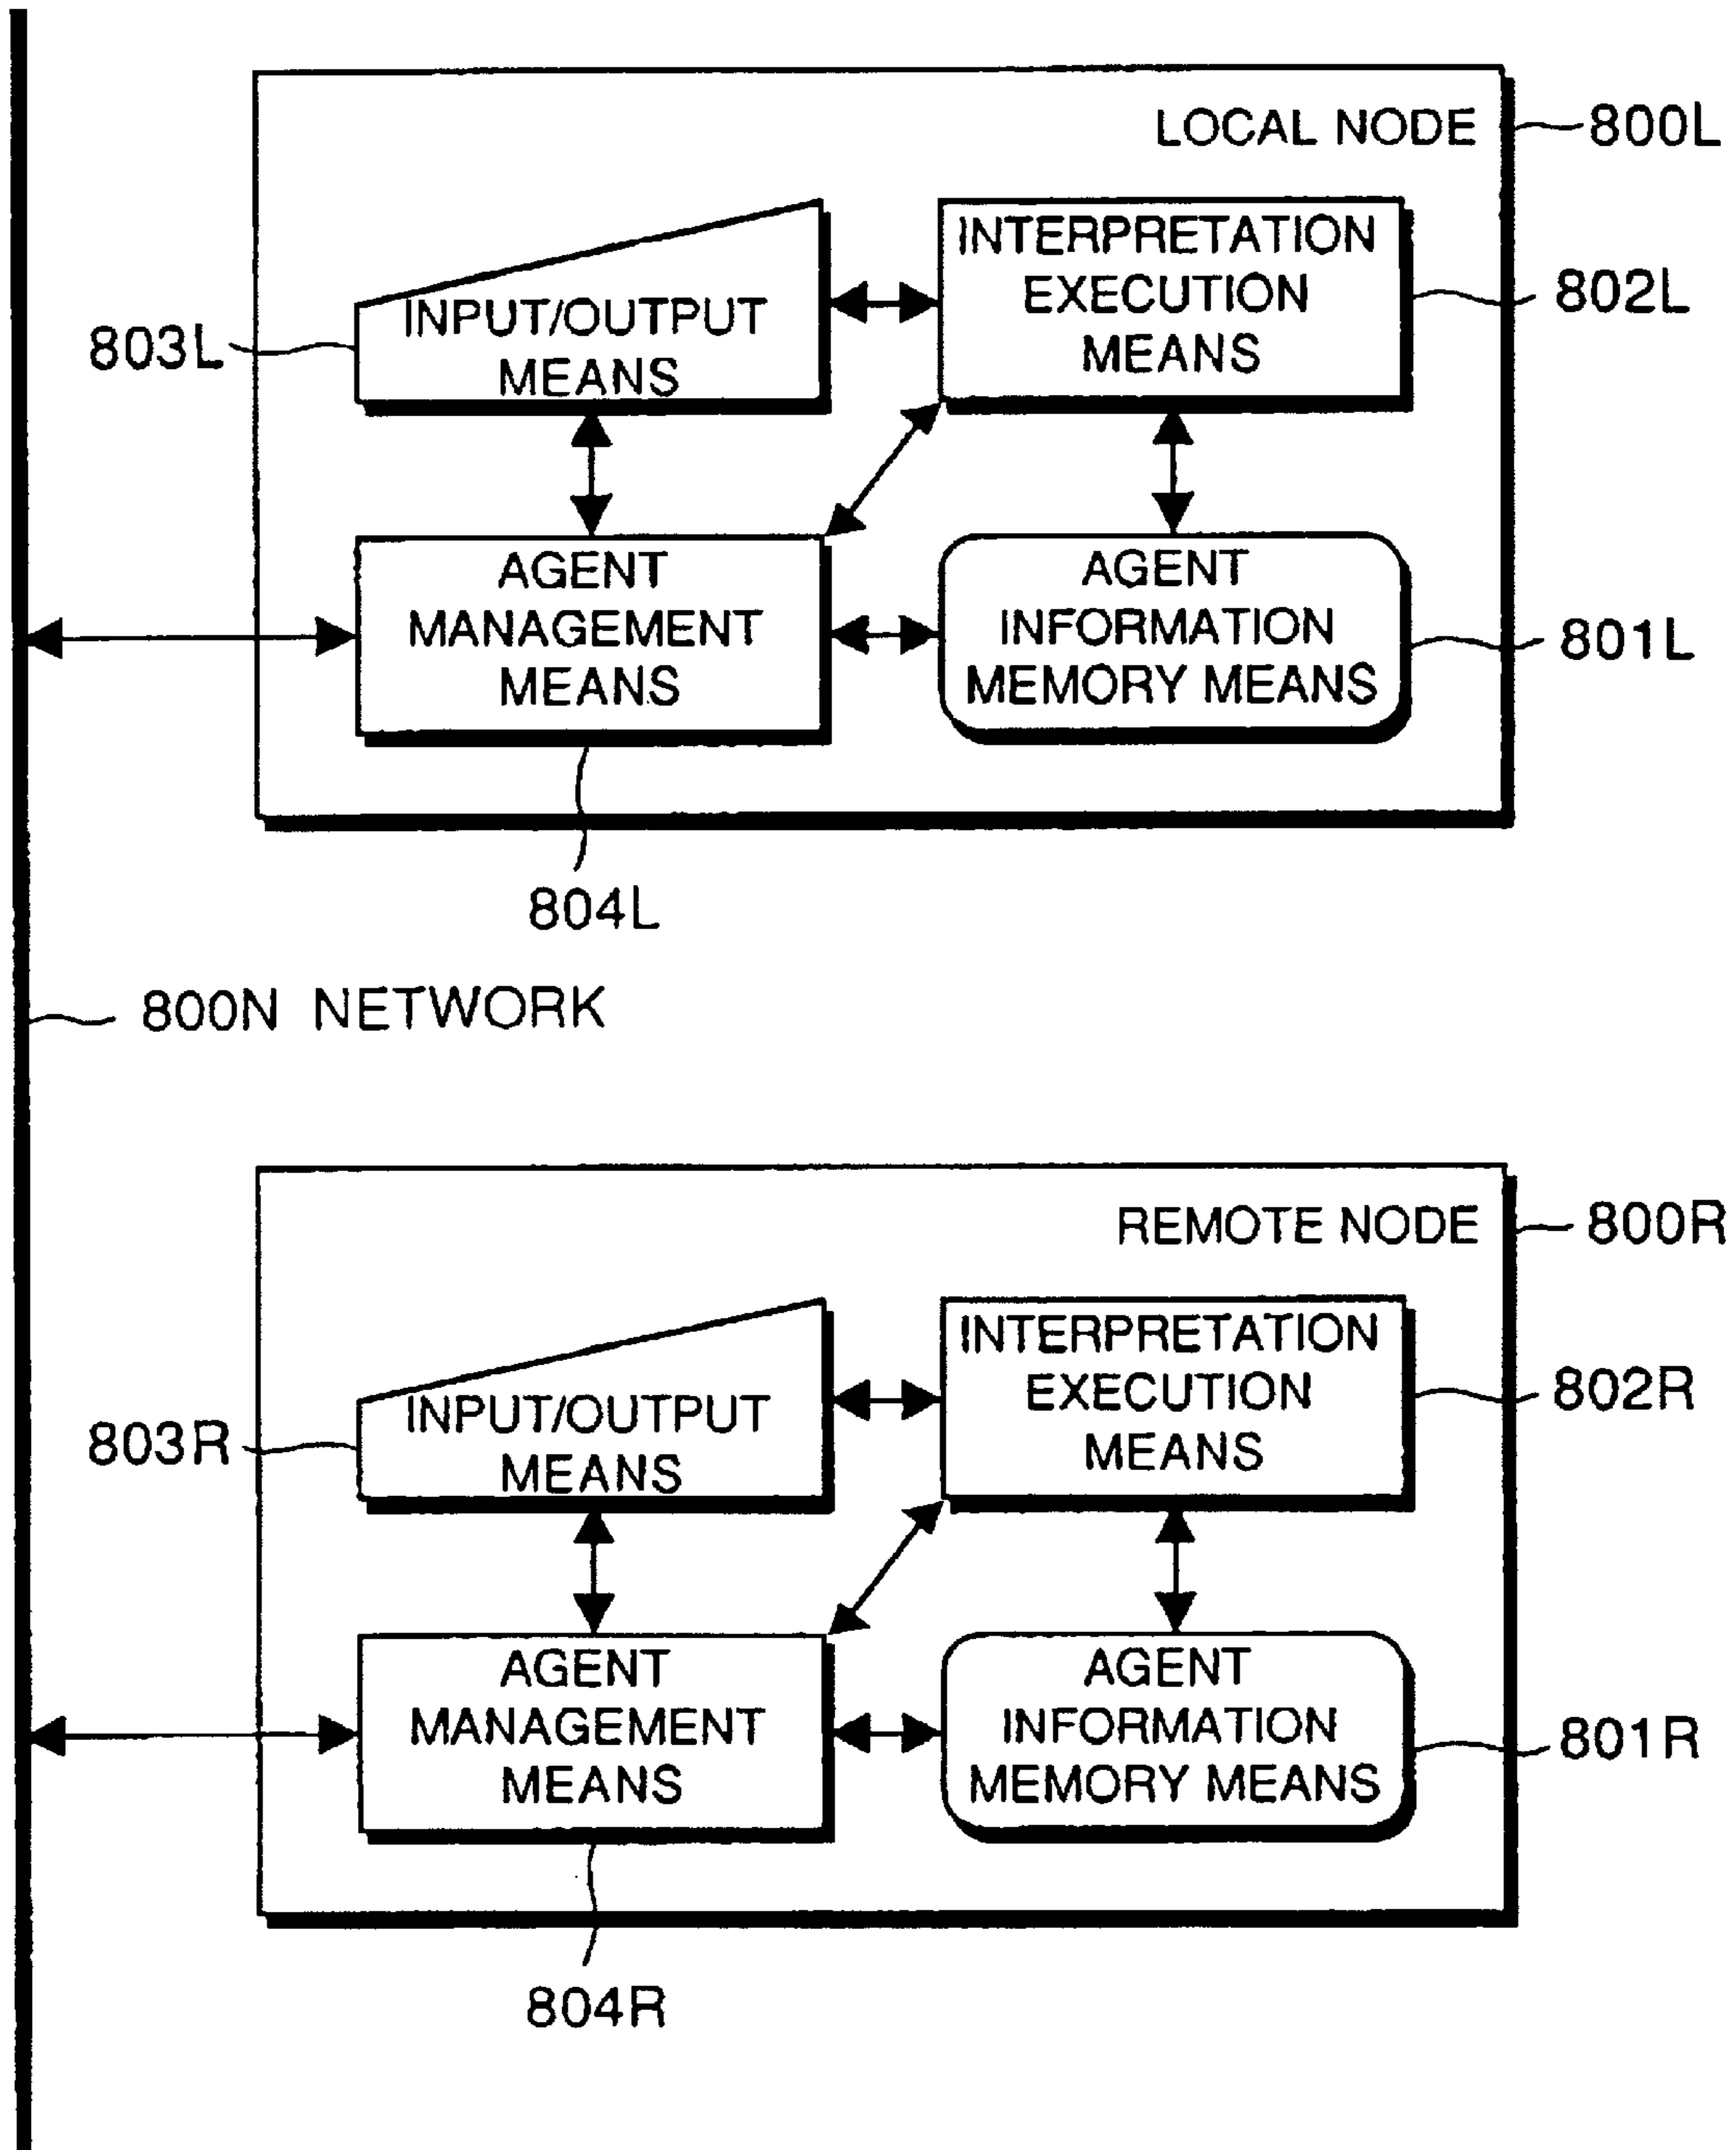 LOCAL NODE
800L
INTERPRETATION
EXECUTION
MEANS
802L
INPUT/OUTPUT
MEANS
803L
AGENT
MANAGEMENT
MEANS
AGENT
INFORMATION
MEMORY MEANS
801L
804L
800N NETWORK
REMOTE NODE
800R
INTERPRETATION
EXECUTION
MEANS
802R
INPUT/OUTPUT
MEANS
803R
AGENT
MANAGEMENT
MEANS
AGENT
INFORMATION
MEMORY MEANS
801R
804R